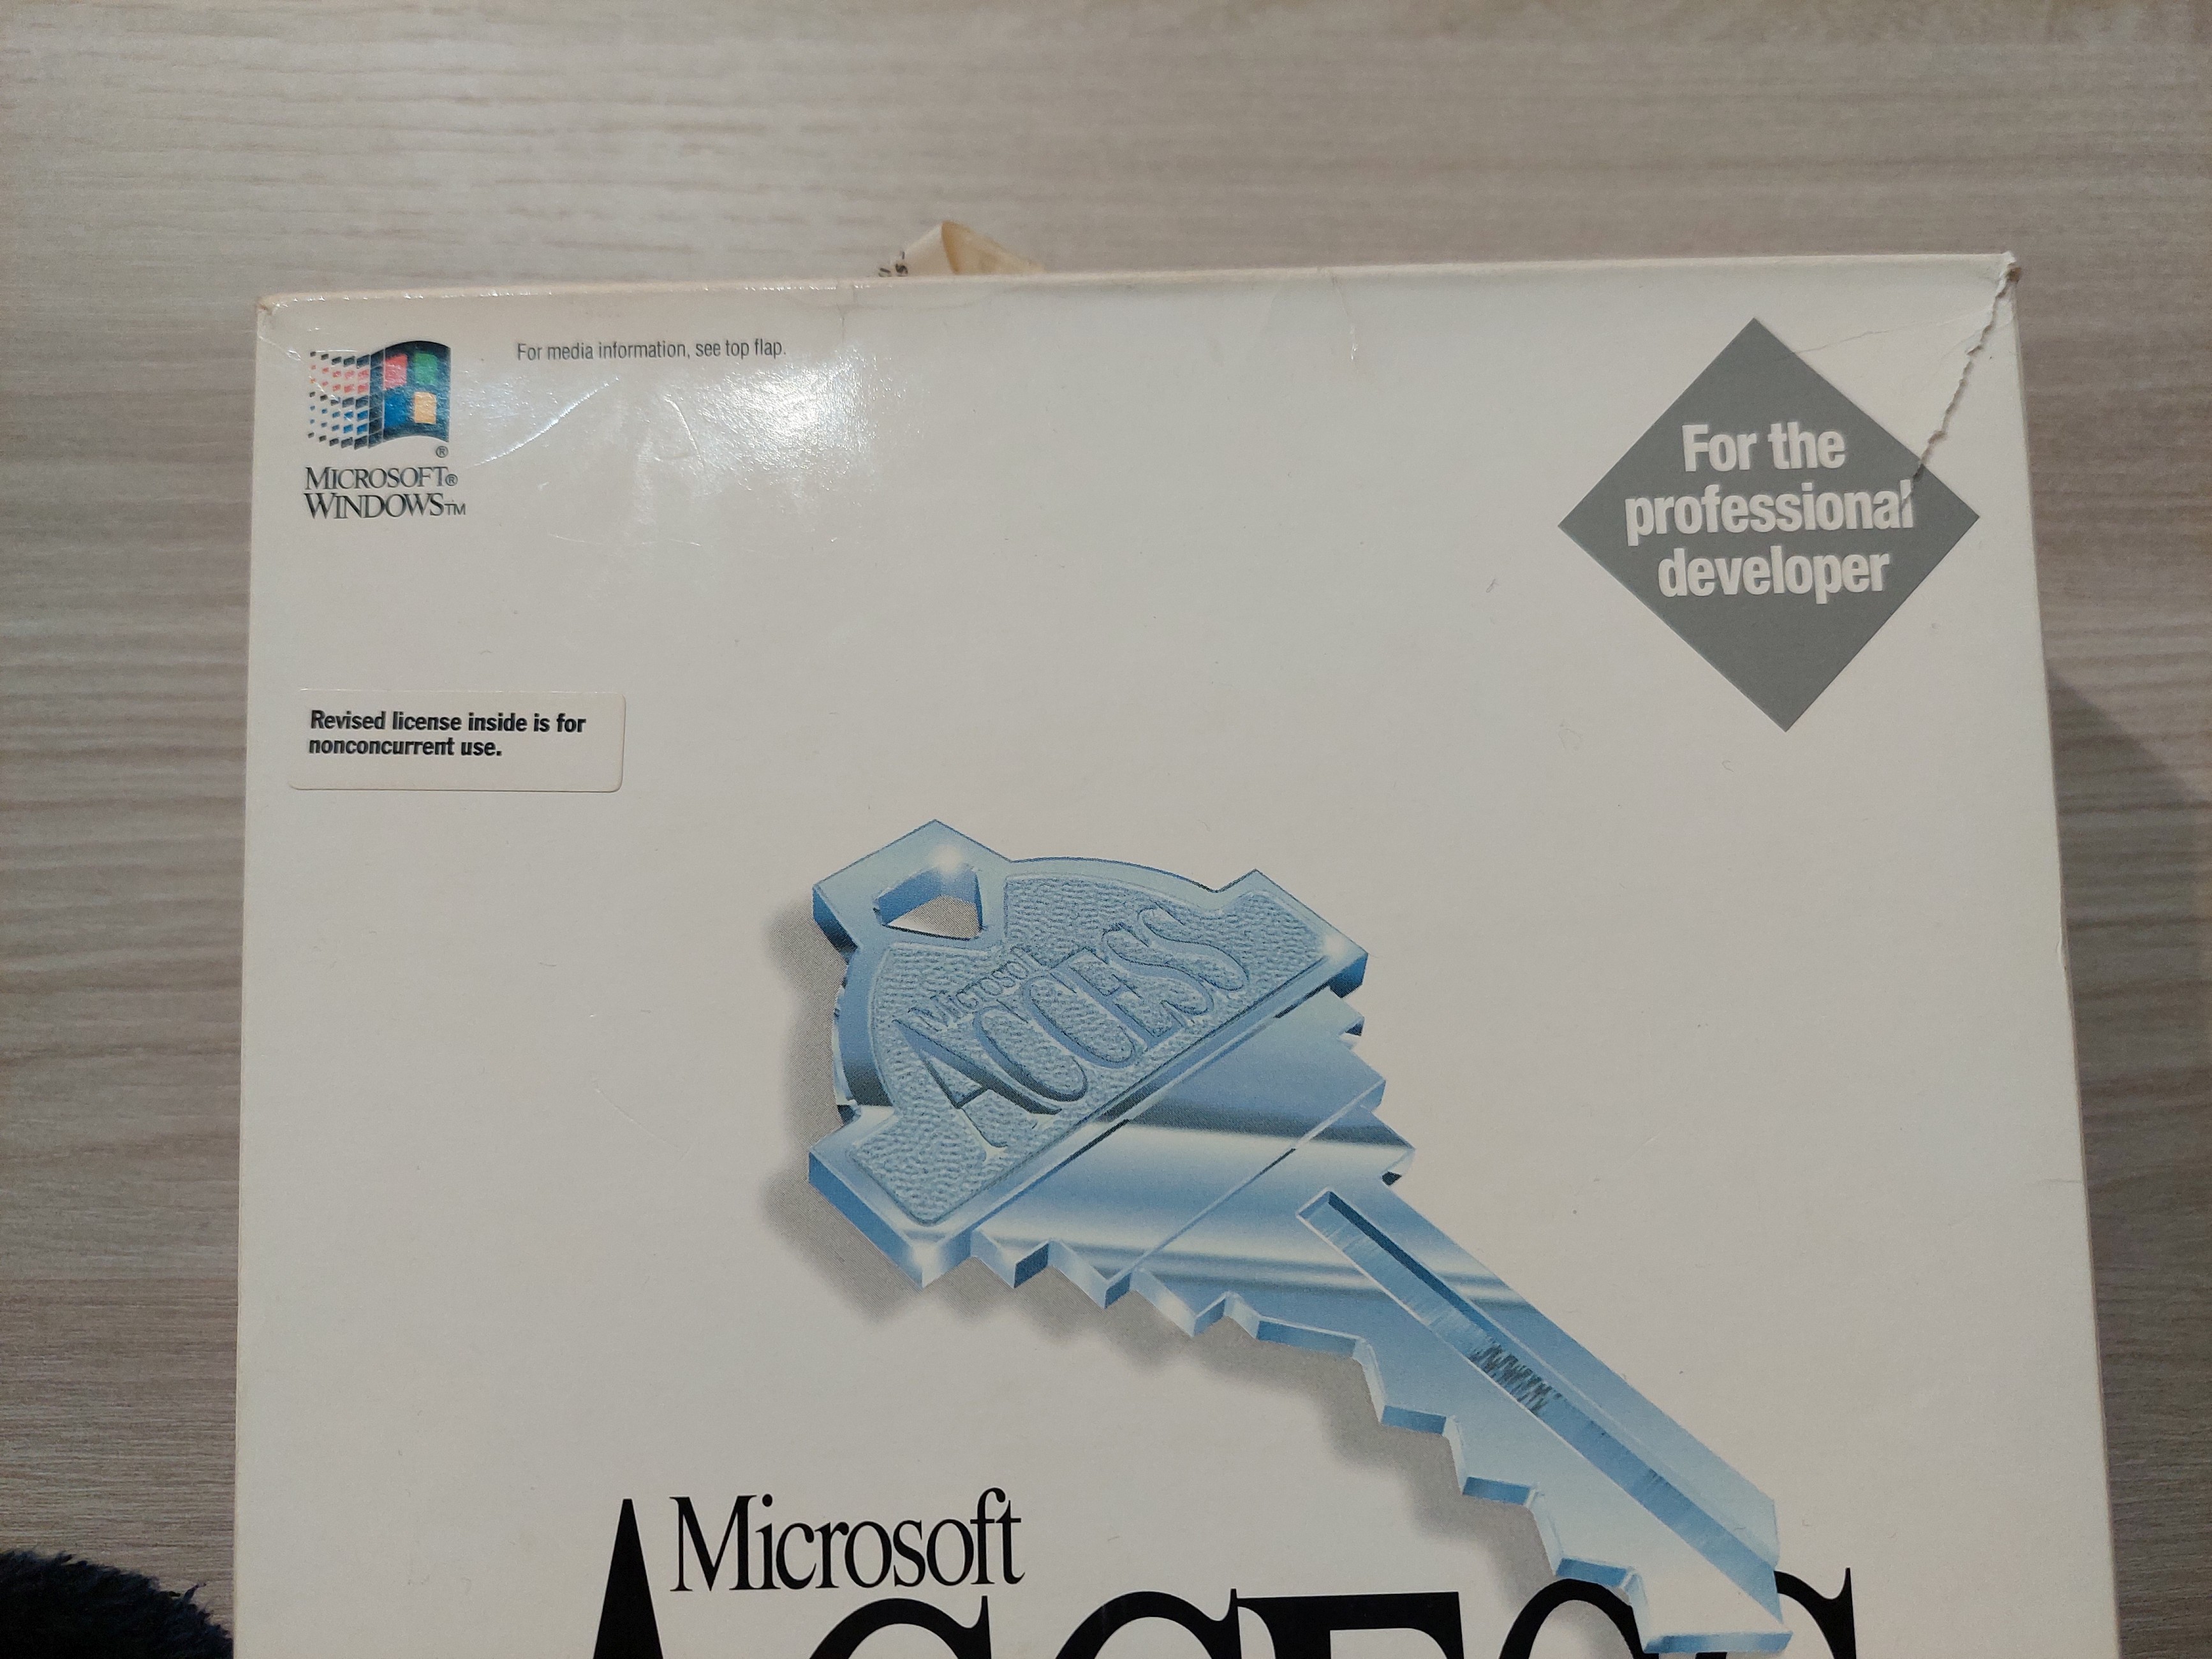 For media information, see top flap.
MICROSOFT®
WINDOWS™
For the
professional
developer
Revised license inside is for
nonconcurrent use.
Microsoft
ACCESS
Microsoft
ACCESS